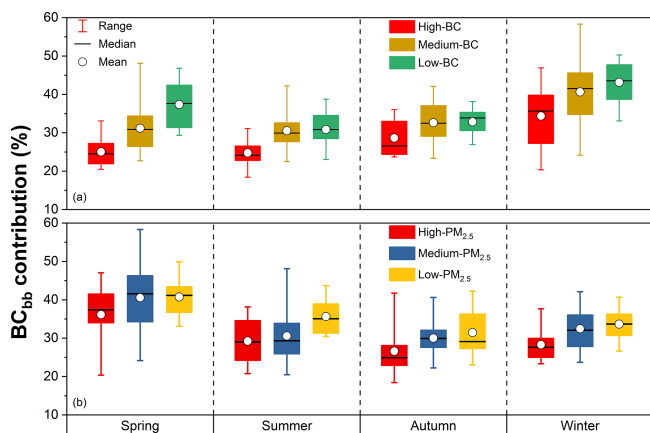 60
50
40
30
20
10
Range
Median
Mean
High-BC
Medium-BC
Low-BC
(a)
BCbb contribution (%)
60
50
40
30
20
10
High-PM2.5
Medium-PM2.5
Low-PM2.5
(b)
Spring Summer Autumn Winter